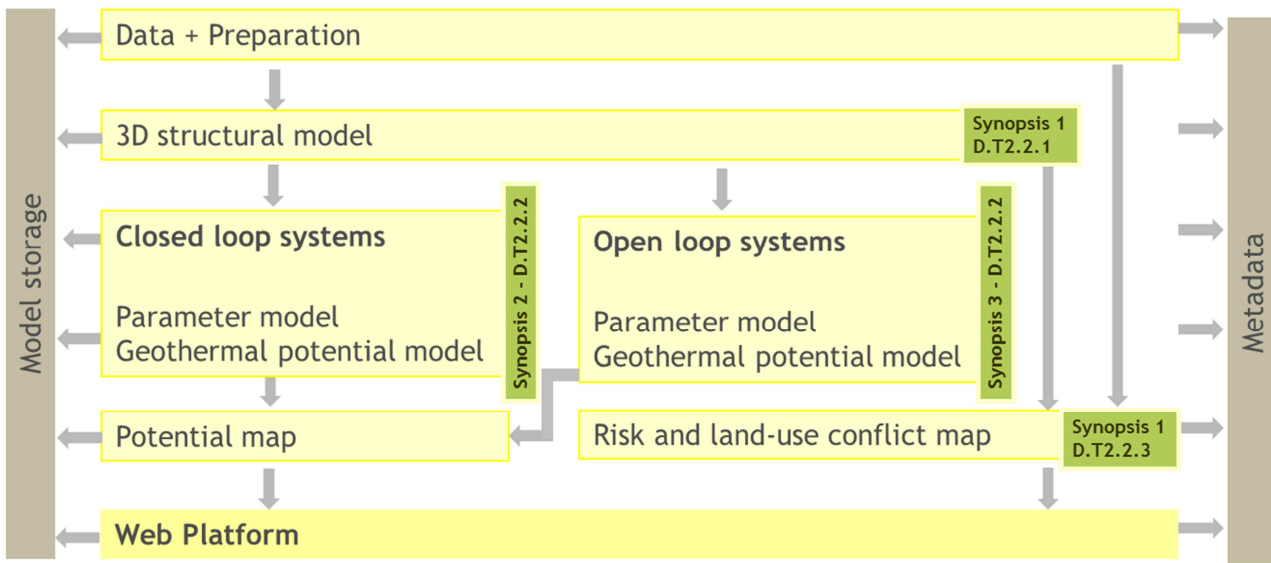 Data + Preparation
3D structural model
Synopsis 1
D.T2.2.1
Model storage
Closed loop systems
Parameter model
Geothermal potential model
Synopsis 2 - D.T2.2.2
Open loop systems
Parameter model
Geothermal potential model
Synopsis 3 - D.T2.2.2
Metadata
Potential map
Risk and land-use conflict map
Synopsis 1
D.T2.2.3
Web Platform